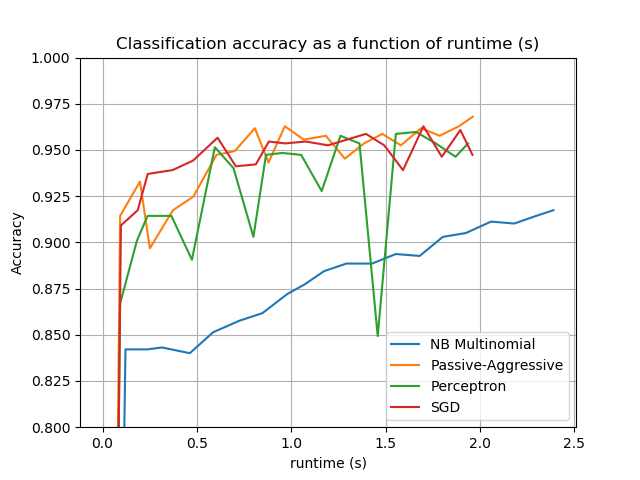 Classification accuracy as a function of runtime (s)
1.000
0.975
0.950
0.925
0.900
0.875
0.850
0.825
0.800
Accuracy
0.0 0.5 1.0 1.5 2.0 2.5
runtime (s)
NB Multinomial
Passive-Aggressive
Perceptron
SGD